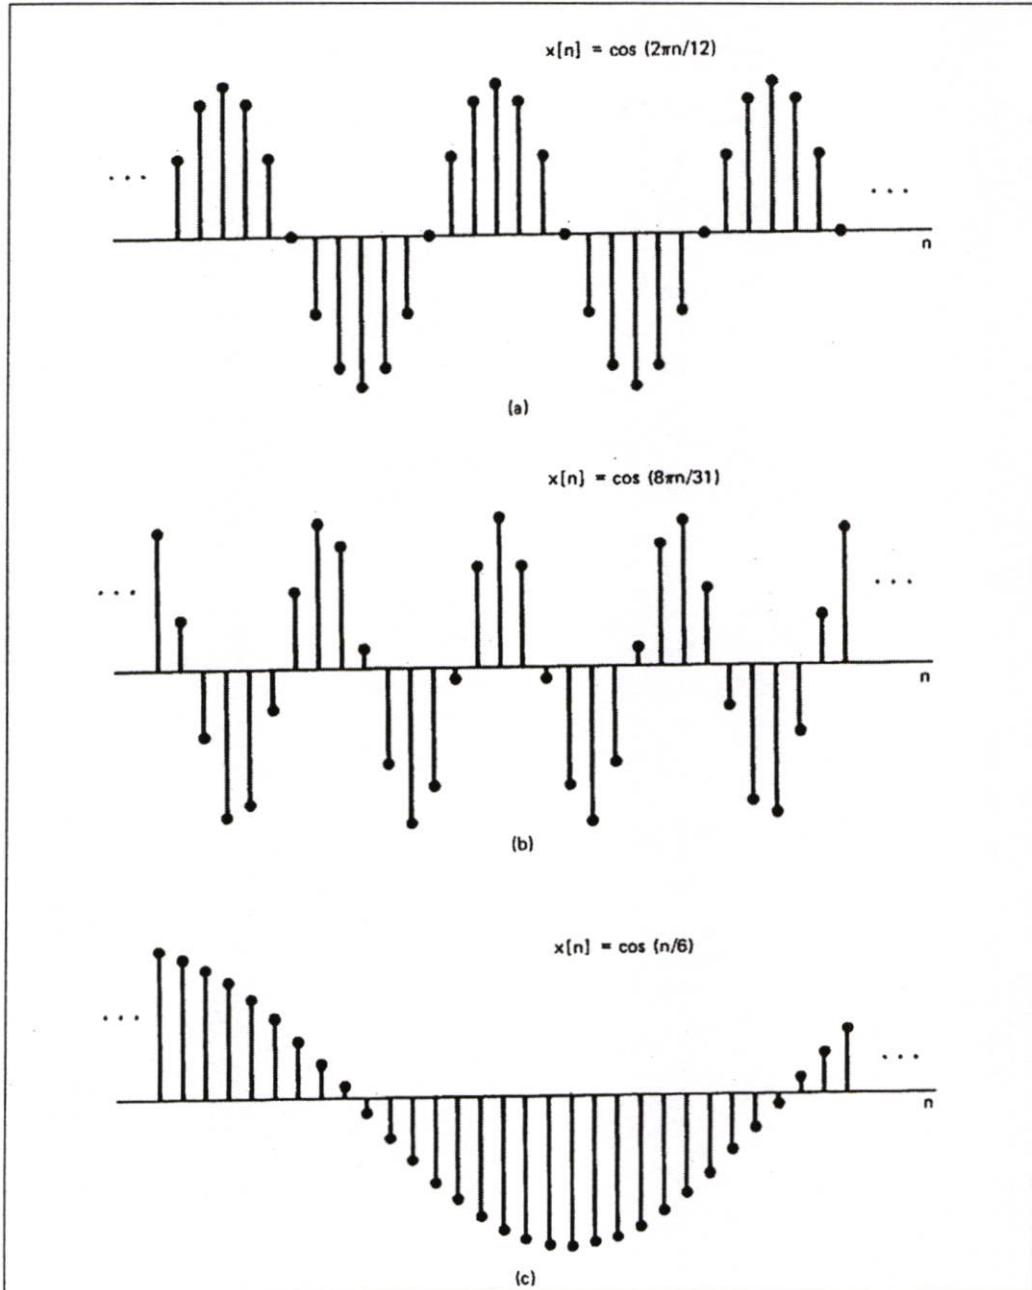 x[n] = cos (2πn/12)
. . .
. . .
n
(a)
x[n] = cos (8πn/31)
. . .
. . .
n
(b)
x[n] = cos (n/6)
. . .
. . .
n
(c)